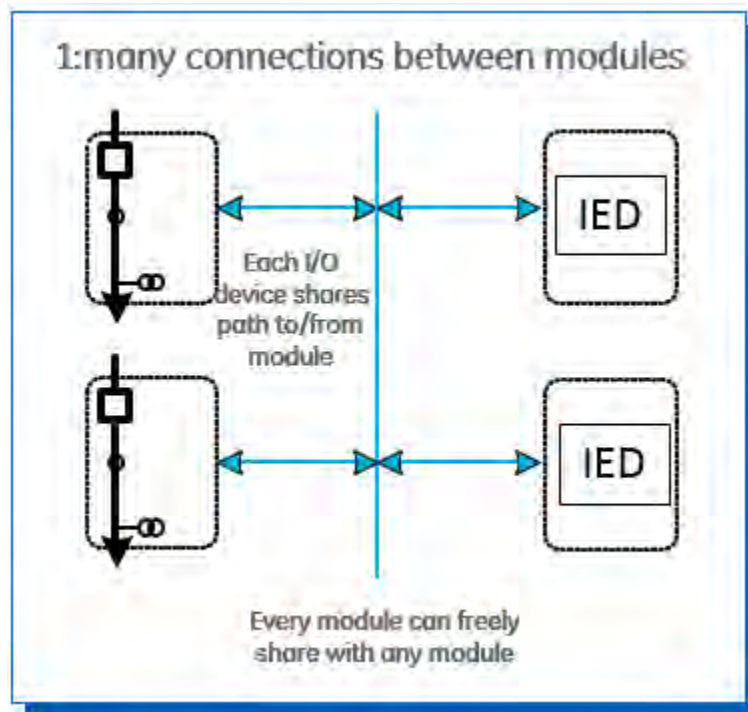 1:many connections between modules
IED
Each I/O
device shares
path to/from
module
IED
Every module can freely
share with any module